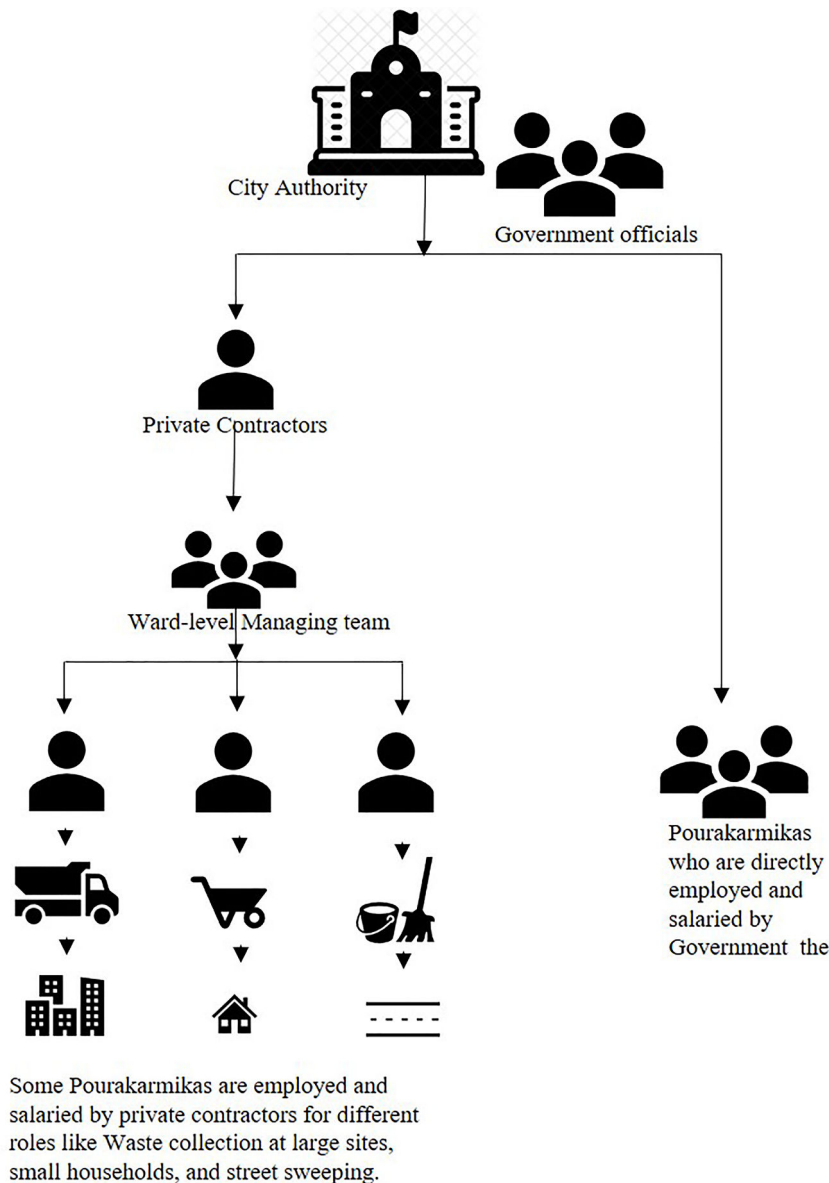 City Authority
Government officials
Private Contractors
Ward-level Managing team
Pourakarmikas
who are directly
employed and
salaried by
Government the
Some Pourakarmikas are employed and
salaried by private contractors for different
roles like Waste collection at large sites,
small households, and street sweeping.